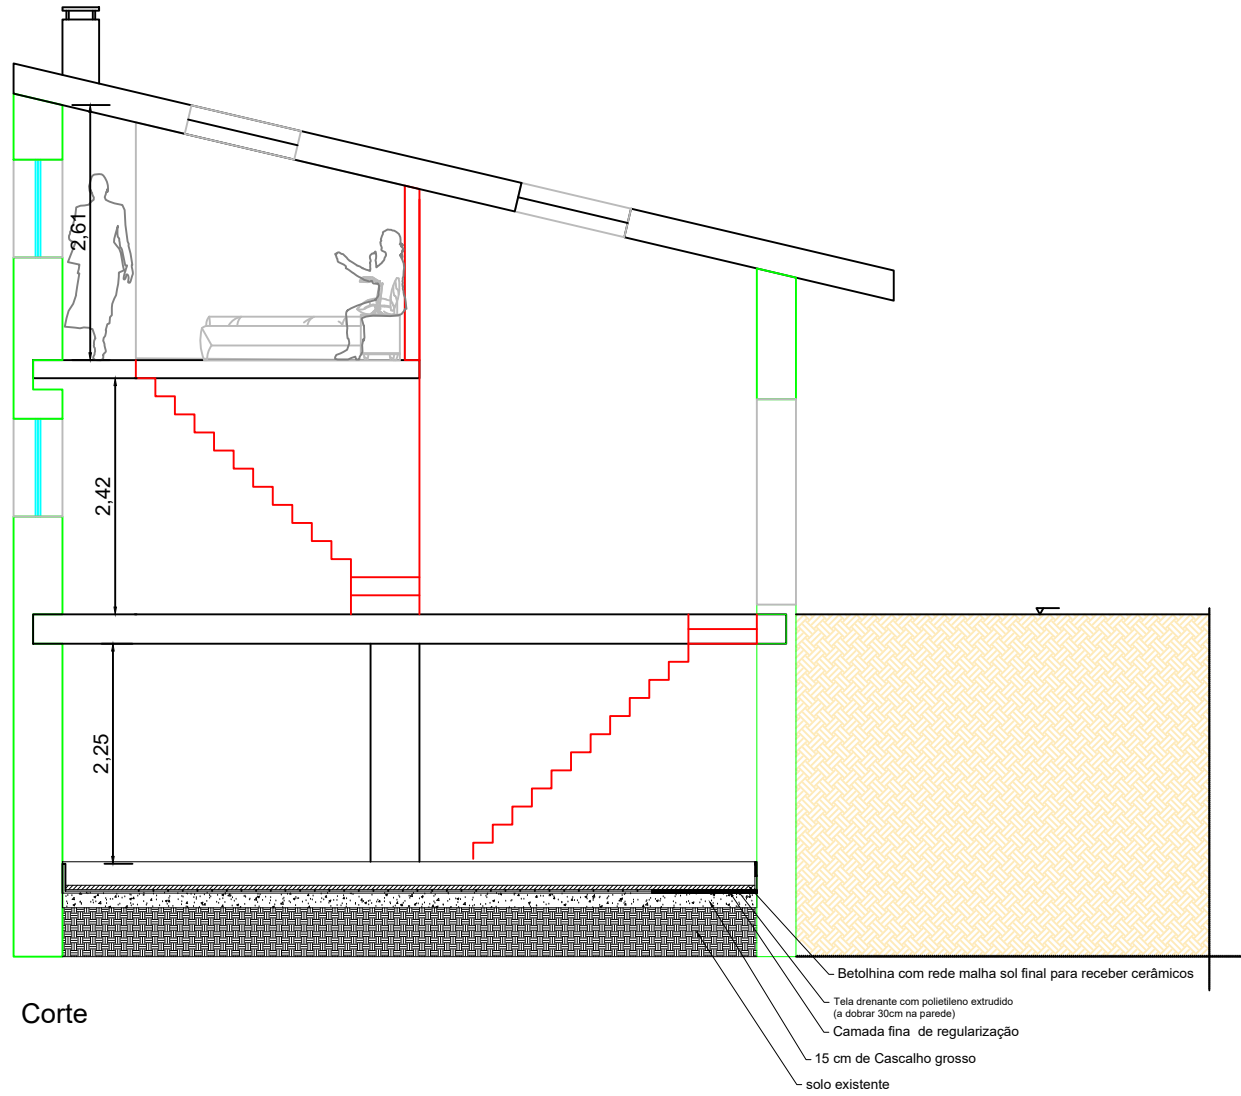 2,61
2,42
2,25
Betolhina com rede malha sol final para receber cerâmicos
Tela drenante com polietileno extrudido
(a dobrar 30cm na parede)
Camada fina de regularização
15 cm de Cascalho grosso
solo existente
Corte